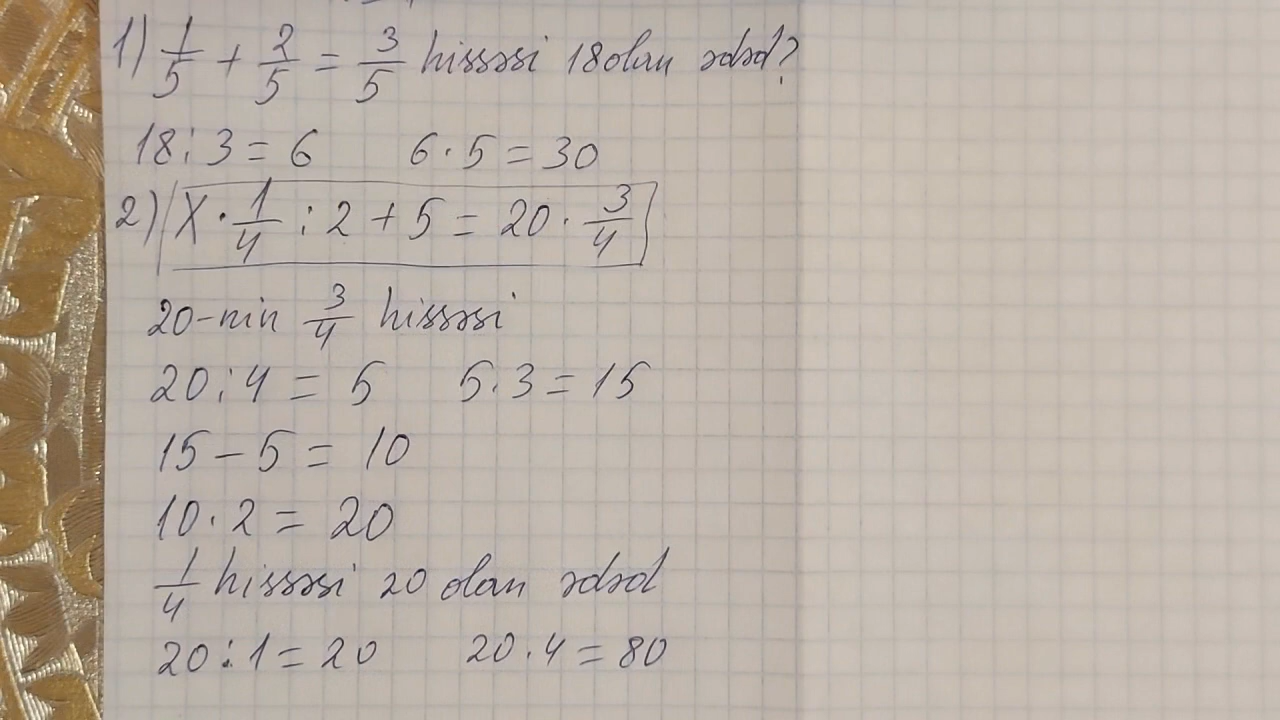 1) 1/5 + 2/5 = 3/5 hissəsi 18 olan ədəd?
18 : 3 = 6 6 · 5 = 30
2) X · 1/4 : 2 + 5 = 20 · 3/4
20-nin 3/4 hissəsi
20 : 4 = 5 5 · 3 = 15
15 - 5 = 10
10 · 2 = 20
1/4 hissəsi 20 olan ədəd
20 : 1 = 20 20 · 4 = 80